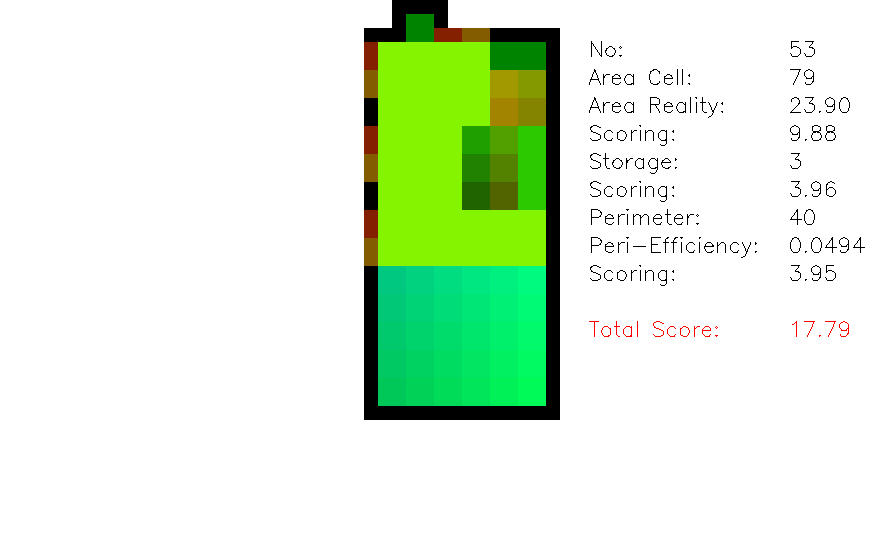 No: 53
Area Cell: 79
Area Reality: 23.90
Scoring: 9.88
Storage: 3
Scoring: 3.96
Perimeter: 40
Peri-Efficiency: 0.0494
Scoring: 3.95
Total Score: 17.79